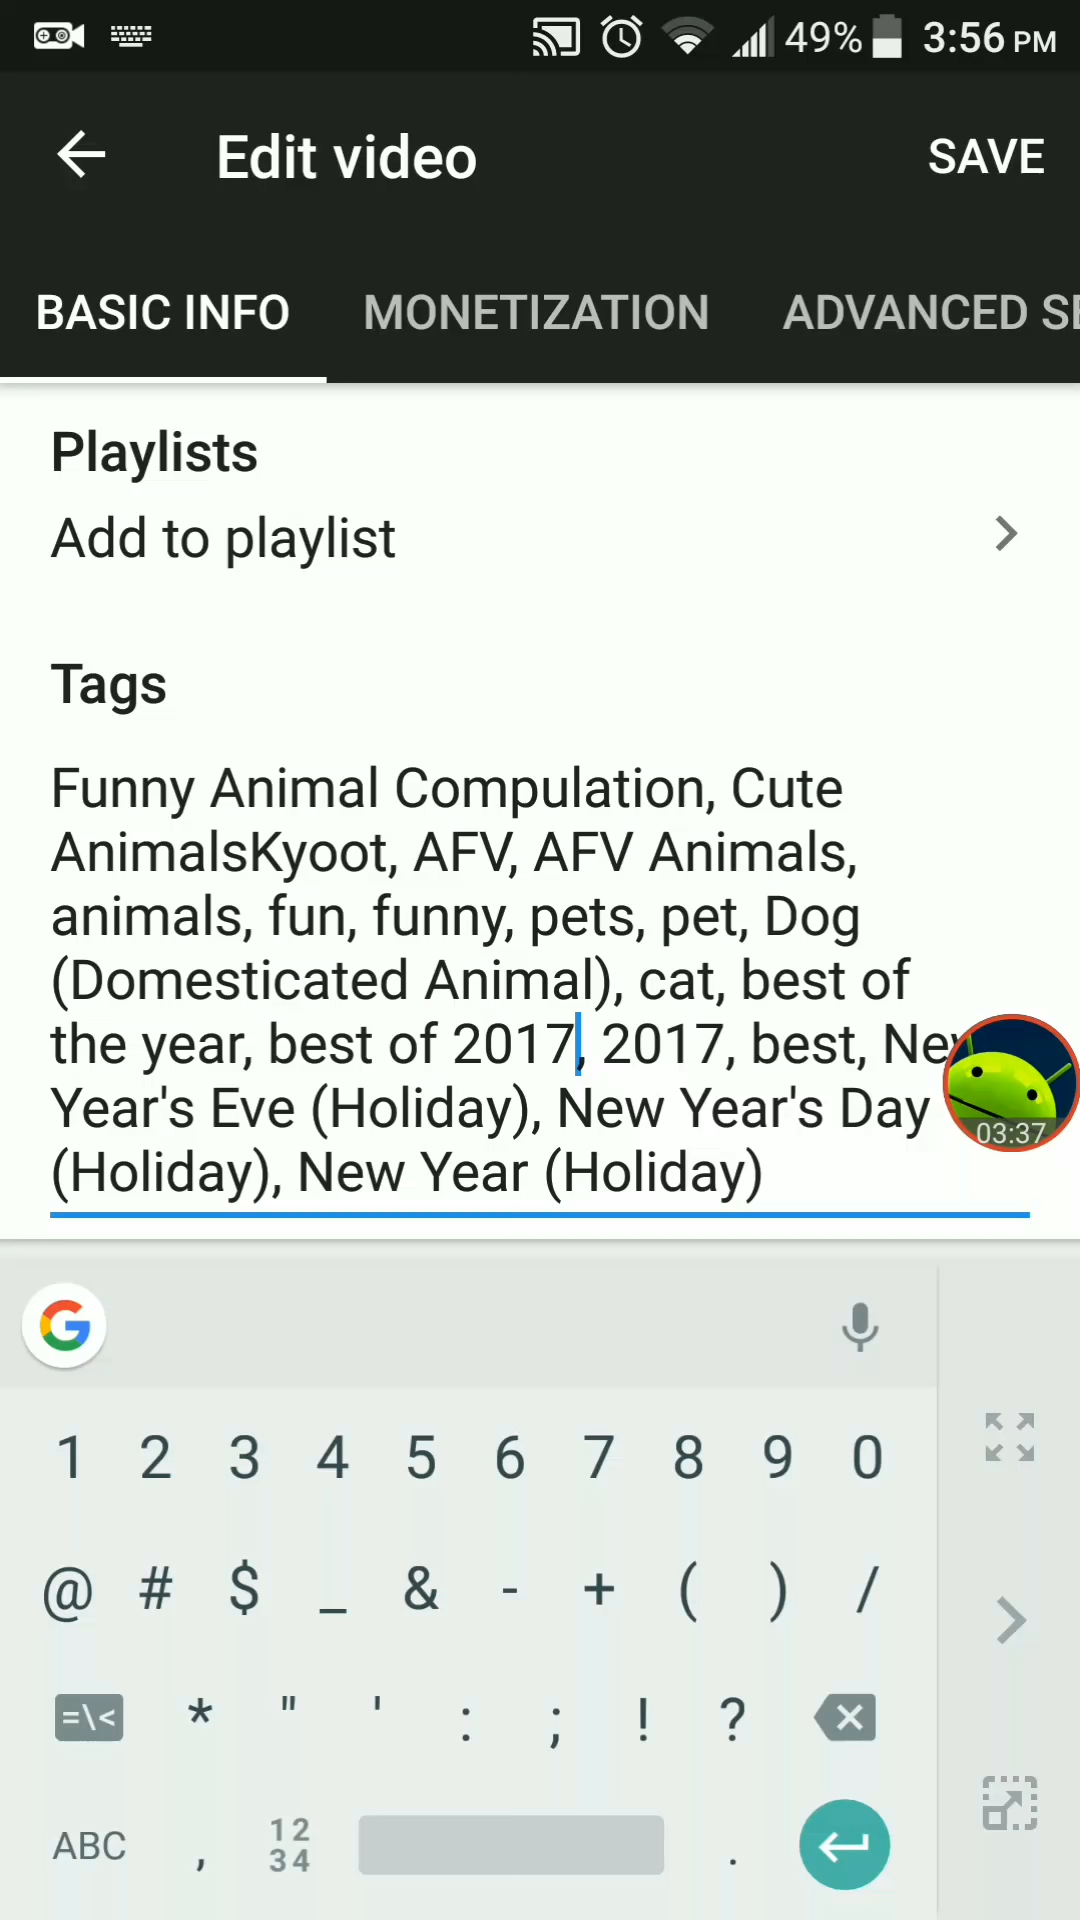 49% 3:56 PM
Edit video SAVE
BASIC INFO MONETIZATION ADVANCED SE
Playlists
Add to playlist
Tags
Funny Animal Compulation, Cute
AnimalsKyoot, AFV, AFV Animals,
animals, fun, funny, pets, pet, Dog
(Domesticated Animal), cat, best of
the year, best of 2017, 2017, best, New
Year's Eve (Holiday), New Year's Day
03:37
(Holiday), New Year (Holiday)
G
1 2 3 4 5 6 7 8 9 0
@ # $ _ & - + ( ) /
=\< * " ' : ; ! ?
ABC , 12 .
34